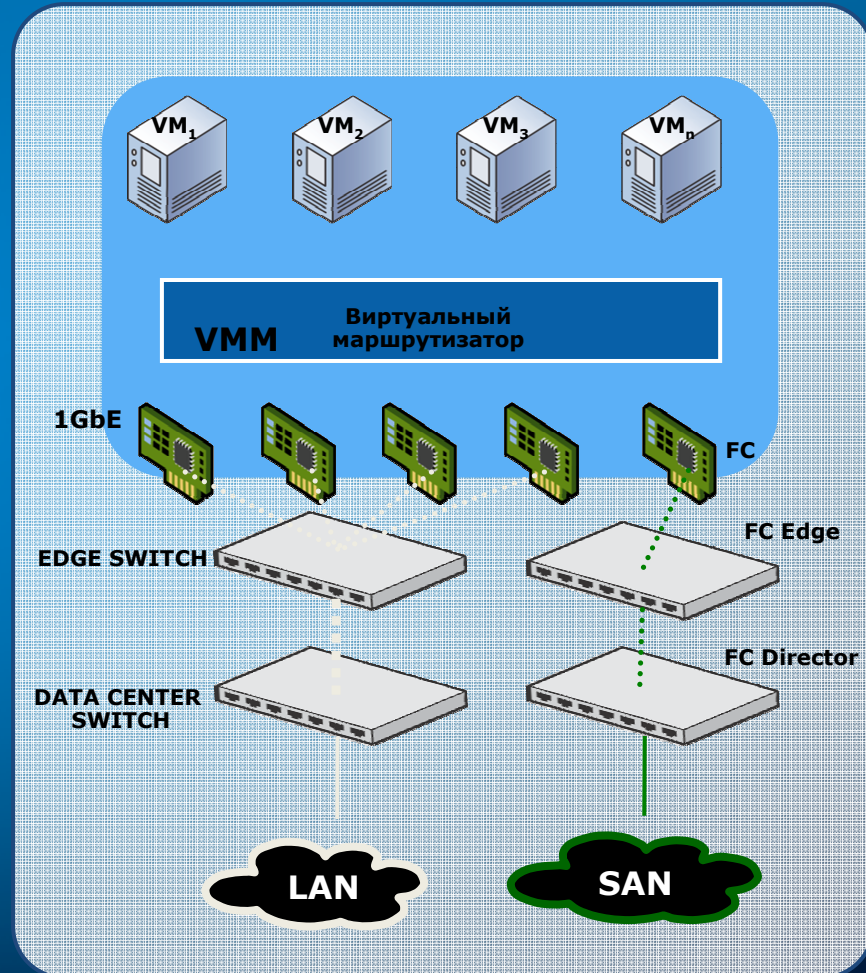 VM1
VM2
VM3
VMn
VMM
Виртуальный
маршрутизатор
1GbE
FC
EDGE SWITCH
FC Edge
FC Director
DATA CENTER
SWITCH
LAN
SAN